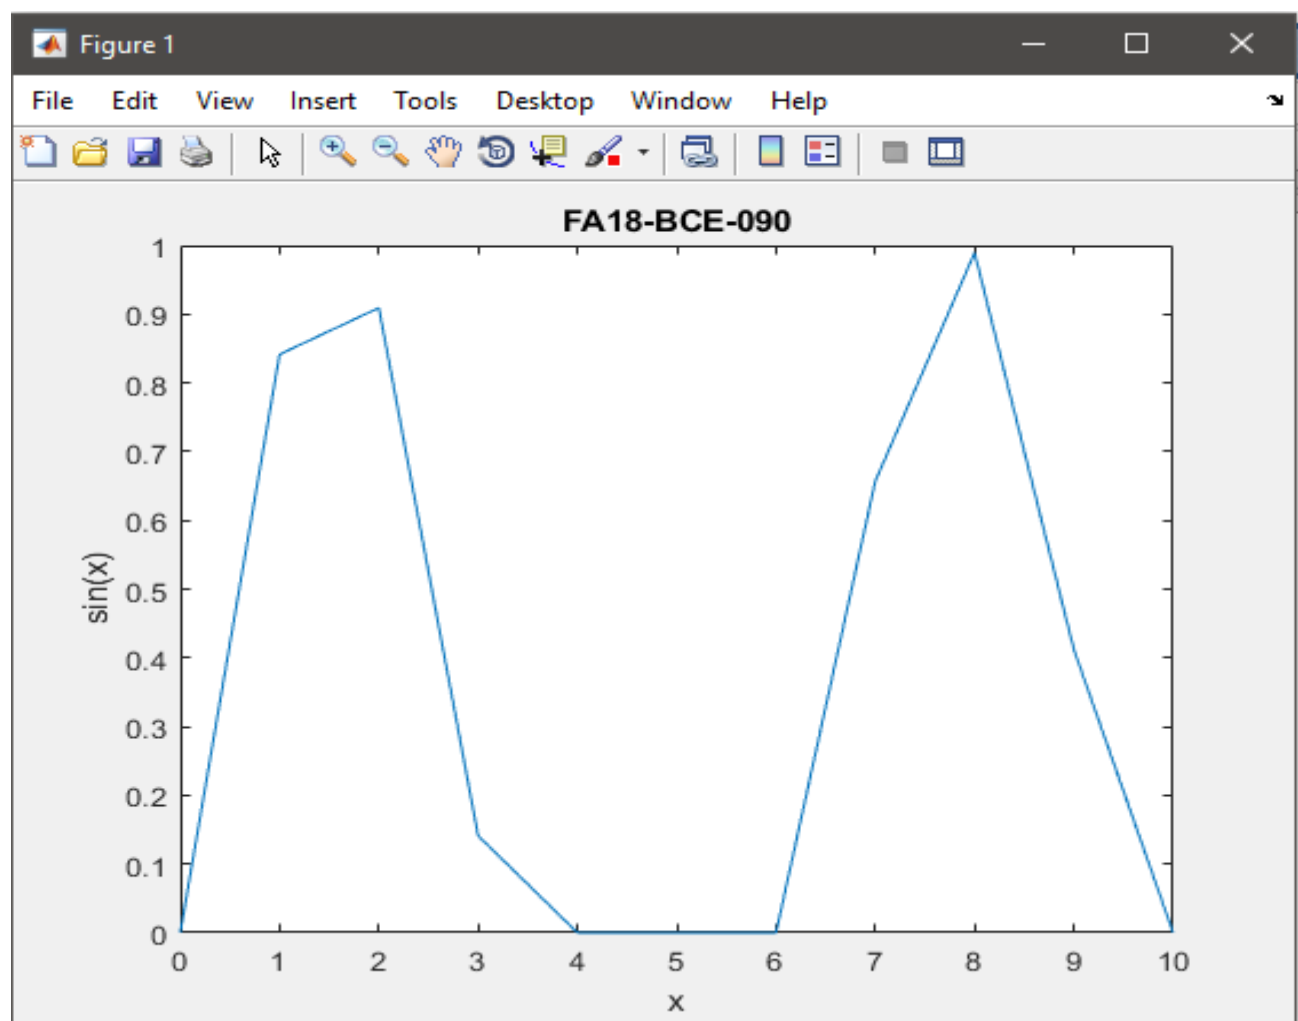 Figure 1
File Edit View Insert Tools Desktop Window Help
FA18-BCE-090
1
0.9
0.8
0.7
0.6
0.5
0.4
0.3
0.2
0.1
0
sin(x)
0 1 2 3 4 5 6 7 8 9 10
x